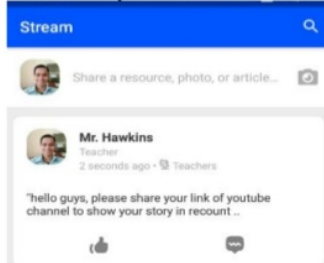 Stream
Share a resource, photo, or article...
Mr. Hawkins
Teacher
2 seconds ago • Teachers
"hello guys, please share your link of youtube
channel to show your story in recount ..